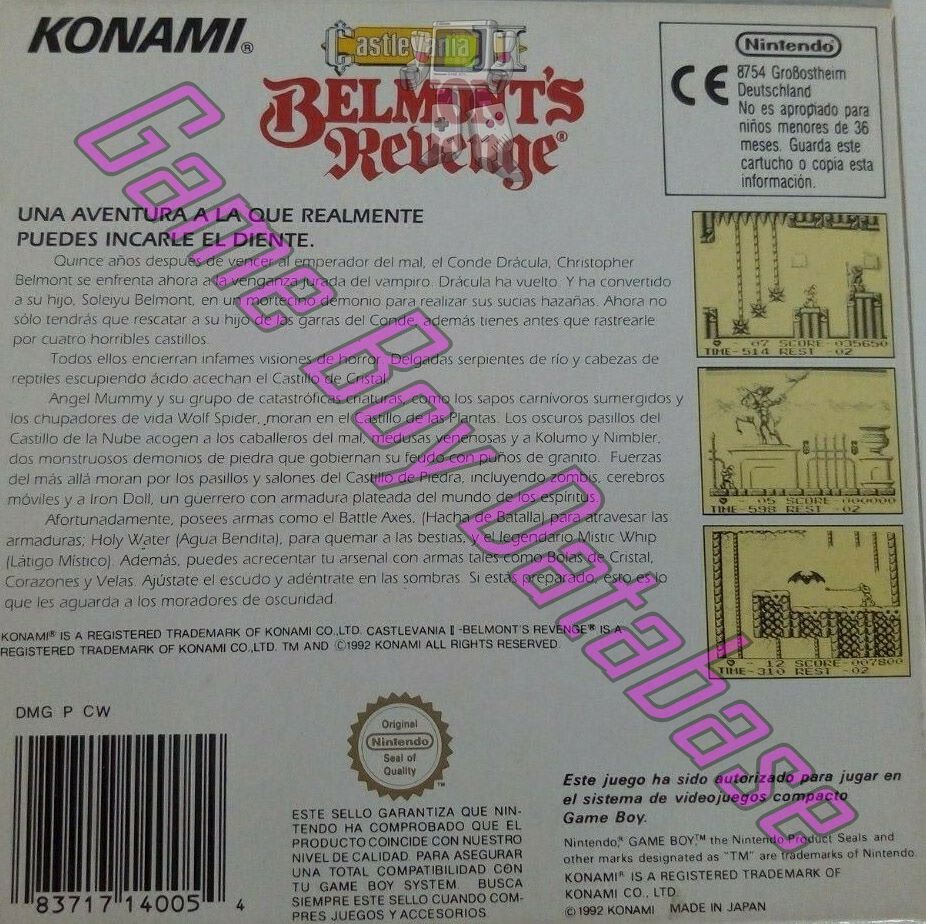 KONAMI®
Castlevania II
BELMONT'S
Revenge®
Nintendo
CE
8754 Großostheim
Deutschland
No es apropiado para
niños menores de 36
meses. Guarda este
cartucho o copia esta
información.
UNA AVENTURA A LA QUE REALMENTE
PUEDES INCARLE EL DIENTE.
Quince años después de vencer al emperador del mal, el Conde Drácula, Christopher
Belmont se enfrenta ahora a la venganza jurada del vampiro. Drácula ha vuelto. Y ha convertido
a su hijo, Soleiyu Belmont, en un mortecino demonio para realizar sus sucias hazañas. Ahora no
sólo tendrás que rescatar a su hijo de las garras del Conde, además tienes antes que rastrearle
por cuatro horribles castillos.
Todos ellos encierran infames visiones de horror. Delgadas serpientes de río y cabezas de
reptiles escupiendo ácido acechan el Castillo de Cristal.
Angel Mummy y su grupo de catastróficas criaturas, como los sapos carnívoros sumergidos y
los chupadores de vida Wolf Spider, moran en el Castillo de las Plantas. Los oscuros pasillos del
Castillo de la Nube acogen a los caballeros del mal, medusas venenosas y a Kolumo y Nimbler,
dos monstruosos demonios de piedra que gobiernan su feudo con puños de granito. Fuerzas
del más allá moran por los pasillos y salones del Castillo de Piedra, incluyendo zombis, cerebros
móviles y a Iron Doll, un guerrero con armadura plateada del mundo de los espíritus.
Afortunadamente, posees armas como el Battle Axes, (Hacha de Batalla) para atravesar las
armaduras, Holy Water (Agua Bendita), para quemar a las bestias, y el legendario Mistic Whip
(Látigo Místico). Además, puedes acrecentar tu arsenal con armas tales como Bolas de Cristal,
Corazones y Velas. Ajústate el escudo y adéntrate en las sombras. Si estás preparado, esto es lo
que les aguarda a los moradores de oscuridad.
KONAMI® IS A REGISTERED TRADEMARK OF KONAMI CO.,LTD. CASTLEVANIA II -BELMONT'S REVENGE® IS A
REGISTERED TRADEMARK OF KONAMI CO.,LTD. TM AND ©1992 KONAMI ALL RIGHTS RESERVED.
- 07 SCORE-035650
TIME-514 REST -02
- 05 SCORE-000000
TIME-598 REST -02
- 12 SCORE-007800
TIME-310 REST -02
DMG P CW
83717 14005 4
Original
Nintendo
Seal of
Quality
TM
ESTE SELLO GARANTIZA QUE NIN-
TENDO HA COMPROBADO QUE EL
PRODUCTO COINCIDE CON NUESTRO
NIVEL DE CALIDAD. PARA ASEGURAR
UNA TOTAL COMPATIBILIDAD CON
TU GAME BOY SYSTEM. BUSCA
SIEMPRE ESTE SELLO CUANDO COM-
PRES JUEGOS Y ACCESORIOS.
Este juego ha sido autorizado para jugar en
el sistema de videojuegos compacto
Game Boy.
Nintendo,® GAME BOY,™ the Nintendo Product Seals and
other marks designated as "TM" are trademarks of Nintendo.
KONAMI® IS A REGISTERED TRADEMARK OF
KONAMI CO., LTD.
©1992 KONAMI MADE IN JAPAN
Game Boy Database